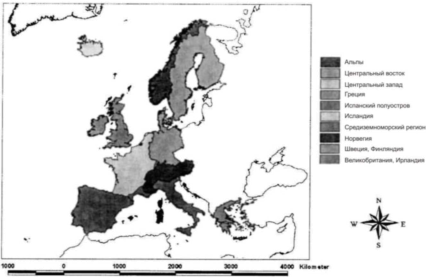 Альпы
Центральный восток
Центральный запад
Греция
Испанский полуостров
Исландия
Средиземноморский регион
Норвегия
Швеция, Финляндия
Великобритания, Ирландия
N
W E
S
1000 0 1000 2000 3000 4000 Kilometer